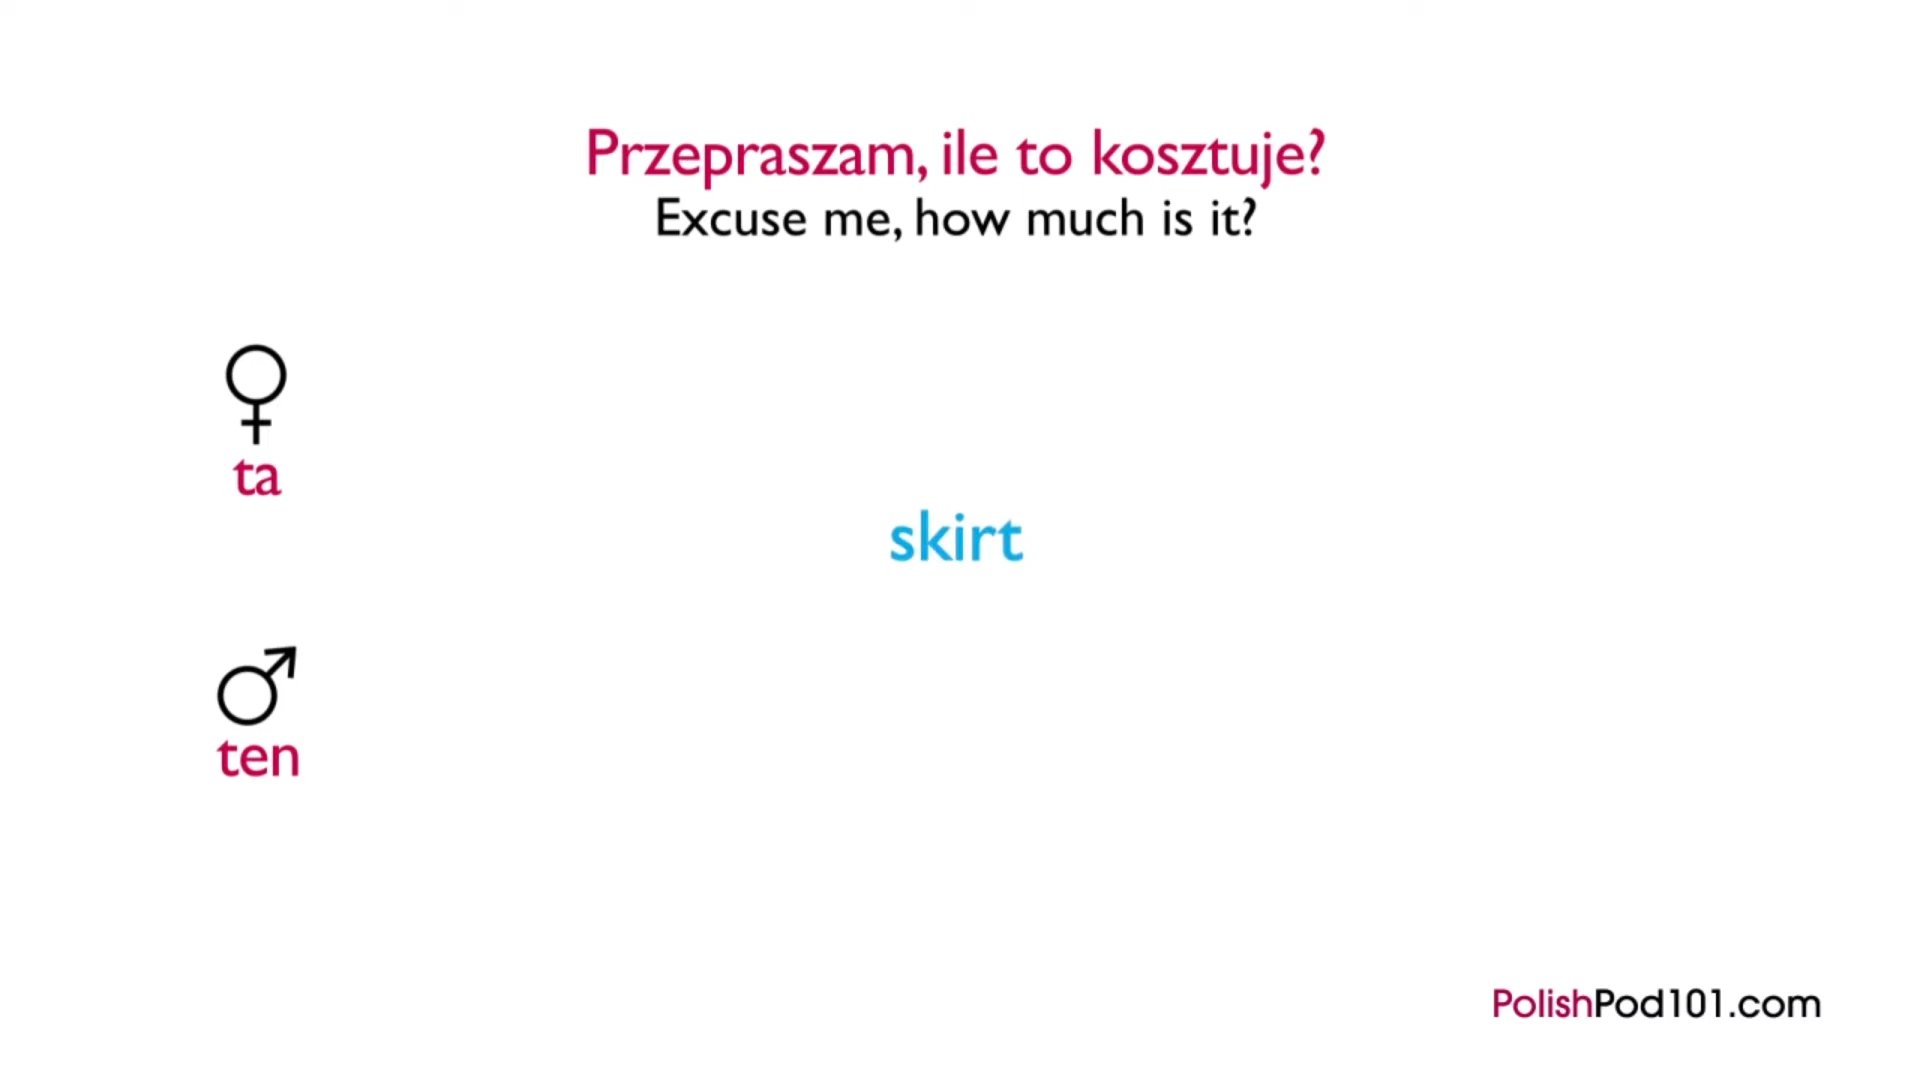 Przepraszam, ile to kosztuje?
Excuse me, how much is it?
ta
skirt
ten
PolishPod101.com